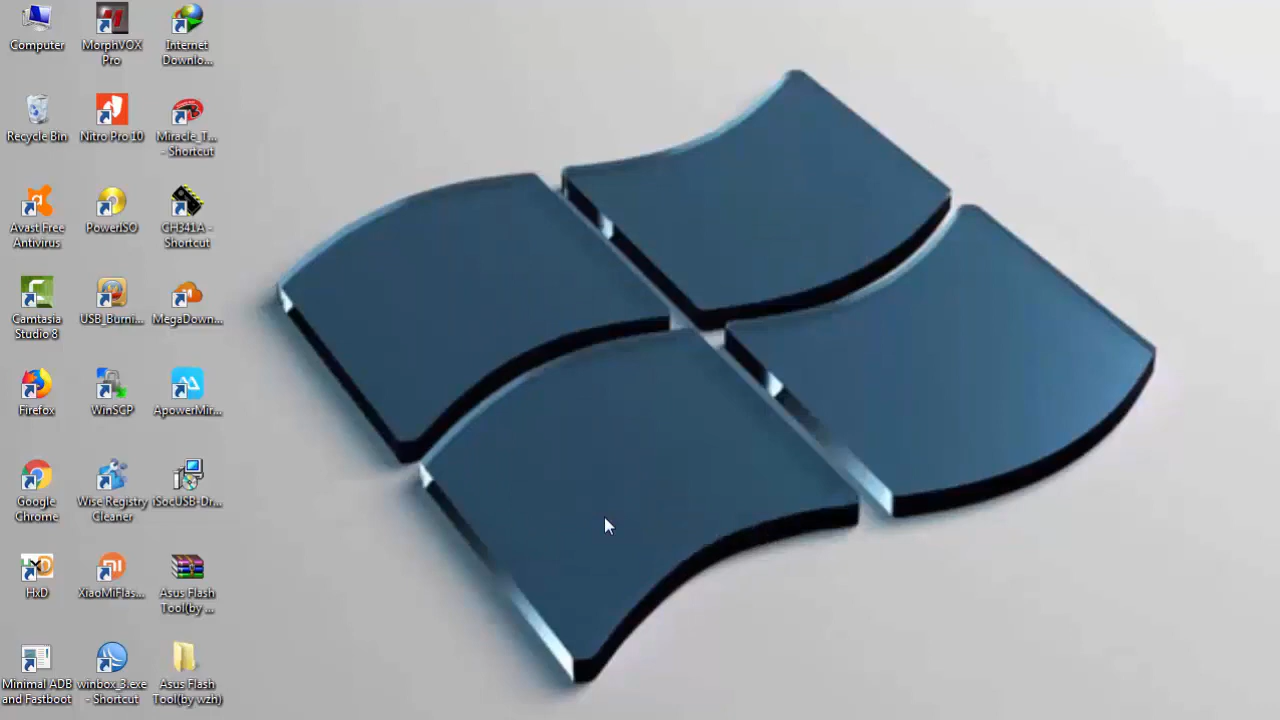 Computer
MorphVOX
Pro
Internet
Downlo...
Recycle Bin
Nitro Pro 10
Miracle_T...
- Shortcut
Avast Free
Antivirus
PowerISO
CH341A -
Shortcut
Camtasia
Studio 8
USB_Burni...
MegaDown...
Firefox
WinSCP
ApowerMir...
Google
Chrome
Wise Registry
Cleaner
iSocUSB-Dr...
HxD
XiaoMiFlas...
Asus Flash
Tool(by ...
Minimal ADB
and Fastboot
winbox_3.exe
- Shortcut
Asus Flash
Tool(by wzh)